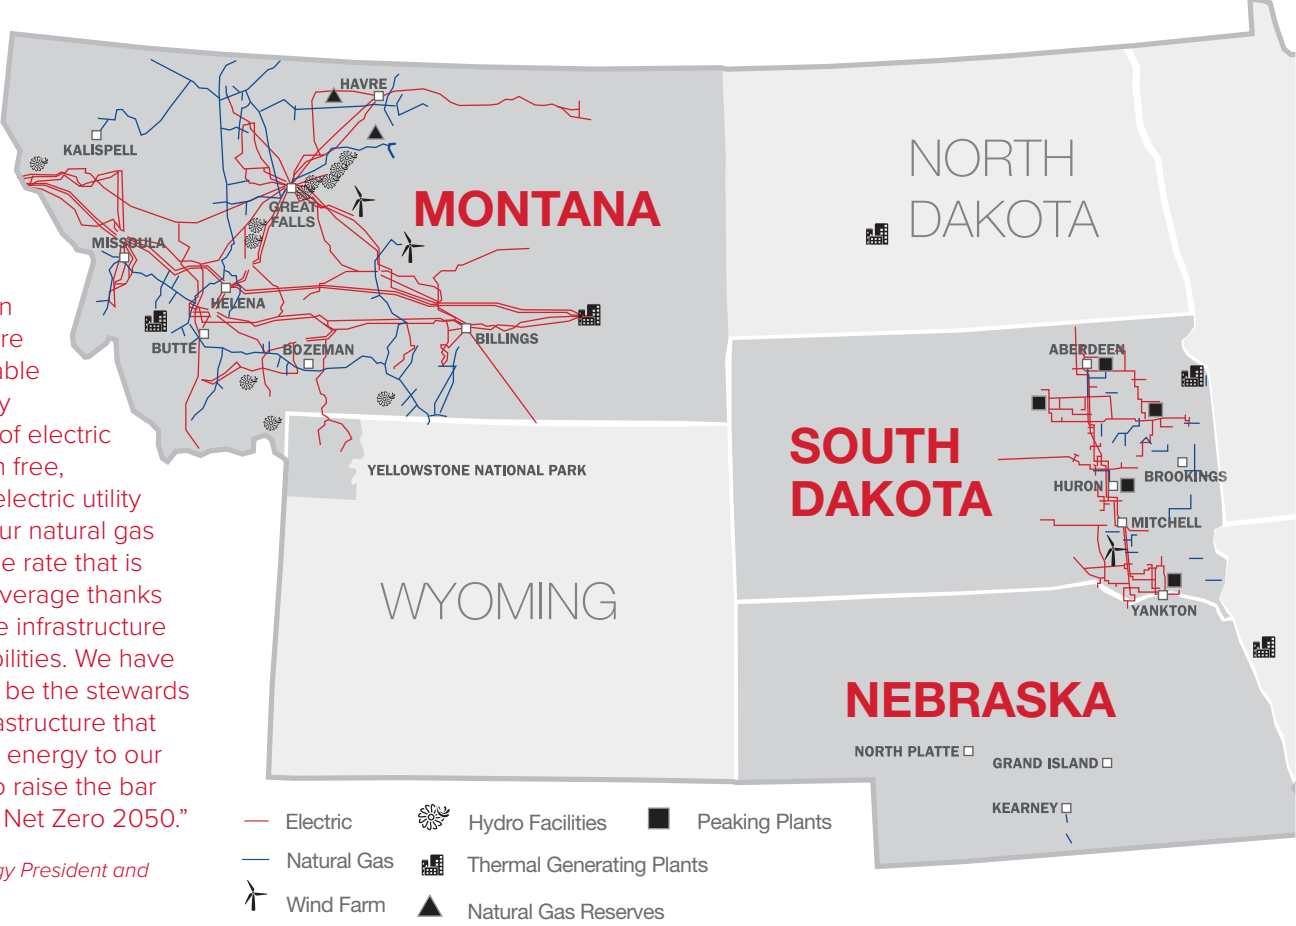 HAVRE
KALISPELL
MONTANA
GREAT
FALLS
MISSOULA
HELENA
BUTTE
BOZEMAN
BILLINGS
NORTH
DAKOTA
ABERDEEN
SOUTH
DAKOTA
HURON
BROOKINGS
MITCHELL
YANKTON
YELLOWSTONE NATIONAL PARK
WYOMING
NEBRASKA
NORTH PLATTE
GRAND ISLAND
KEARNEY
able
of electric
free,
electric utility
ur natural gas
e rate that is
verage thanks
e infrastructure
bilities. We have
be the stewards
astructure that
energy to our
o raise the bar
Net Zero 2050.”
gy President and
Electric
Hydro Facilities
Peaking Plants
Natural Gas
Thermal Generating Plants
Wind Farm
Natural Gas Reserves